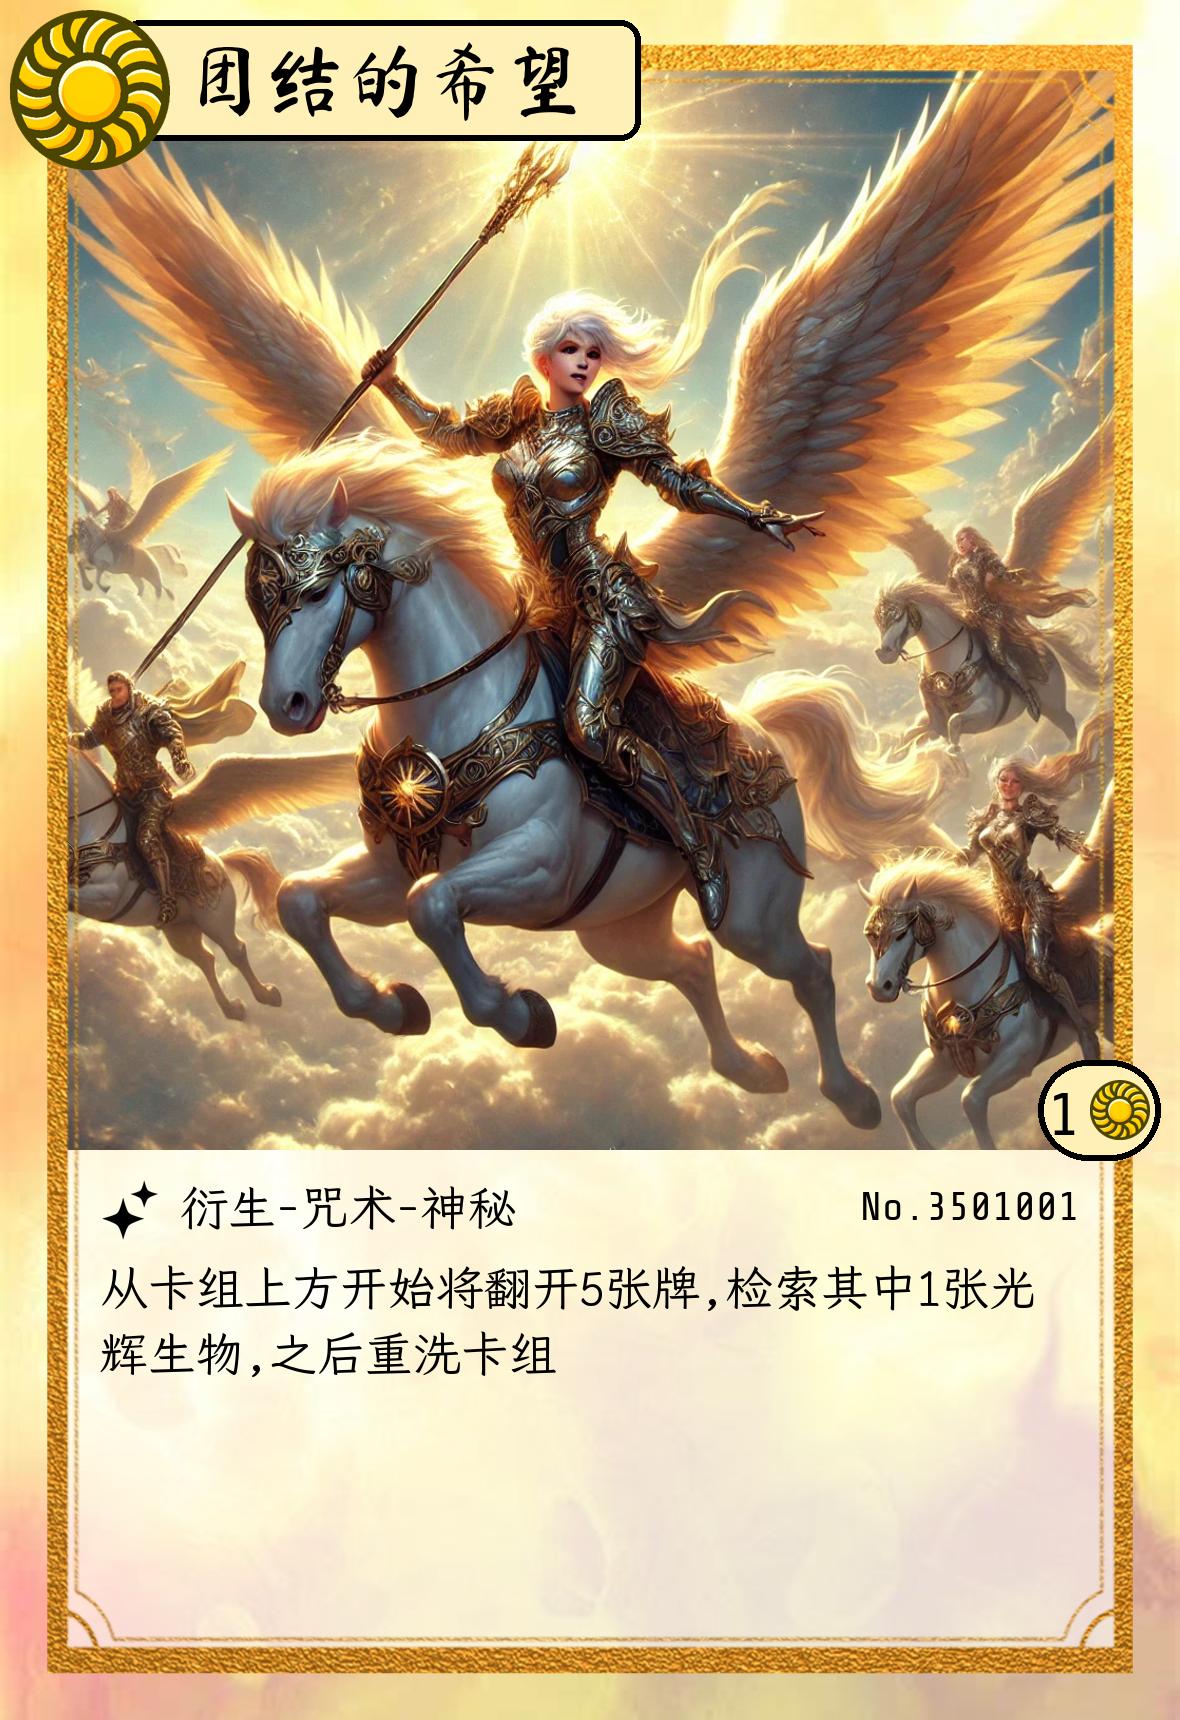 团结的希望
1
衍生-咒术-神秘
No.3501001
从卡组上方开始将翻开5张牌,检索其中1张光
辉生物,之后重洗卡组